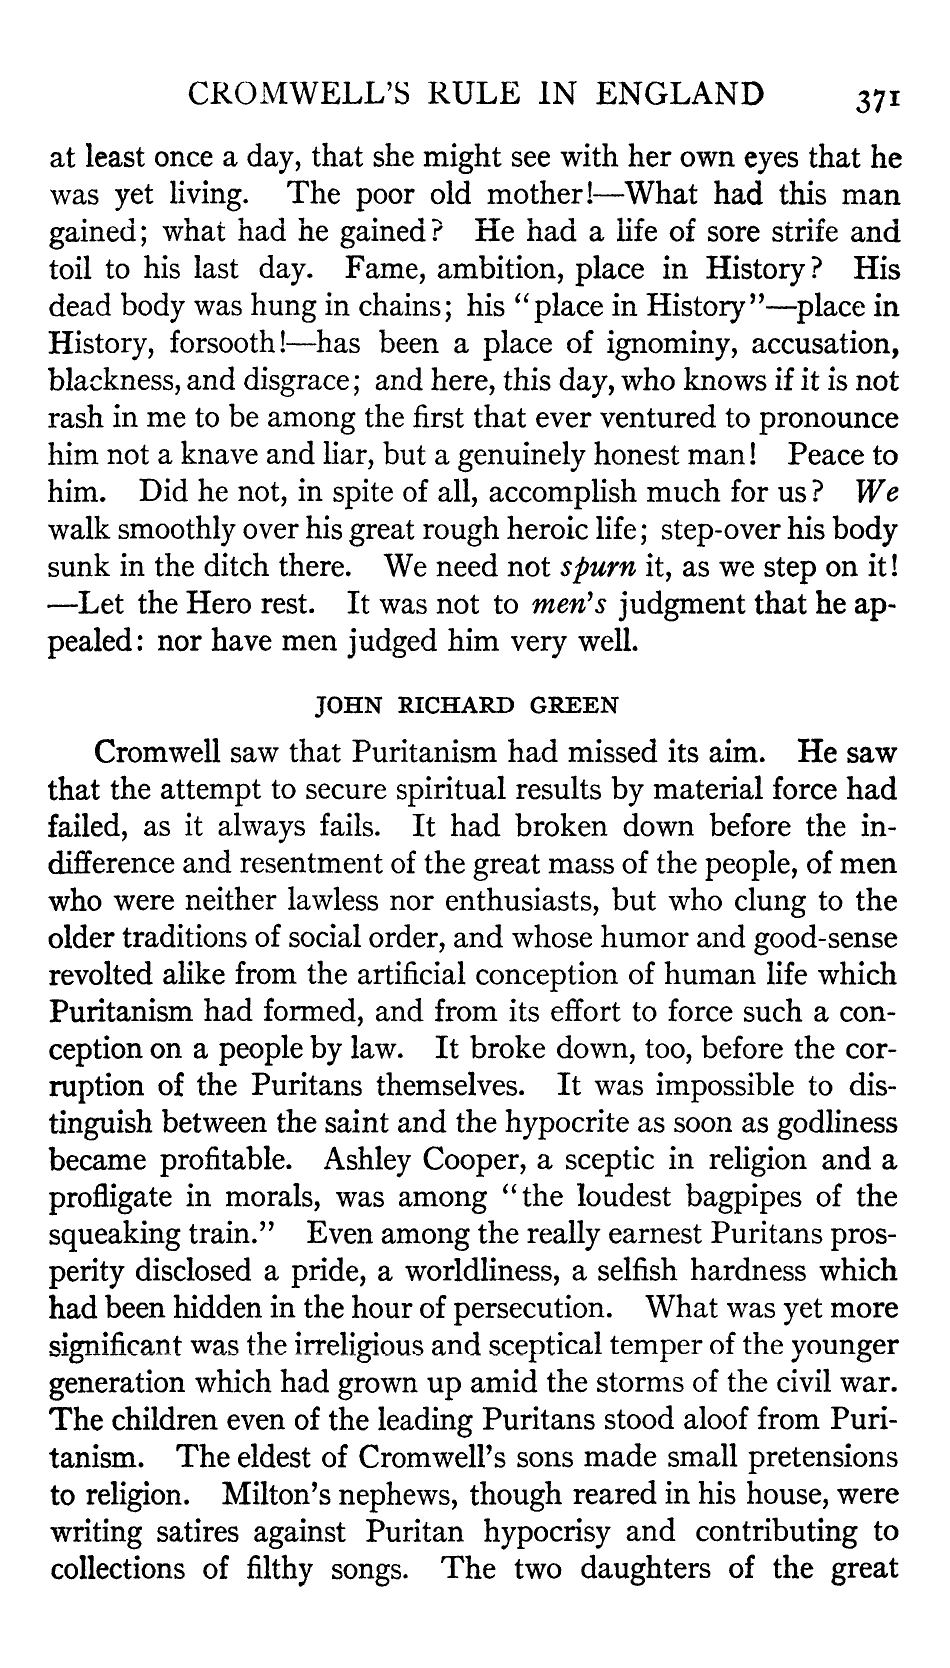 CROMWELL'S RULE IN ENGLAND 371
at least once a day, that she might see with her own eyes that he
was yet living. The poor old mother!—What had this man
gained; what had he gained? He had a life of sore strife and
toil to his last day. Fame, ambition, place in History? His
dead body was hung in chains; his "place in History"—place in
History, forsooth!—has been a place of ignominy, accusation,
blackness, and disgrace; and here, this day, who knows if it is not
rash in me to be among the first that ever ventured to pronounce
him not a knave and liar, but a genuinely honest man! Peace to
him. Did he not, in spite of all, accomplish much for us? We
walk smoothly over his great rough heroic life; step-over his body
sunk in the ditch there. We need not spurn it, as we step on it!
—Let the Hero rest. It was not to men's judgment that he ap-
pealed: nor have men judged him very well.
JOHN RICHARD GREEN
Cromwell saw that Puritanism had missed its aim. He saw
that the attempt to secure spiritual results by material force had
failed, as it always fails. It had broken down before the in-
difference and resentment of the great mass of the people, of men
who were neither lawless nor enthusiasts, but who clung to the
older traditions of social order, and whose humor and good-sense
revolted alike from the artificial conception of human life which
Puritanism had formed, and from its effort to force such a con-
ception on a people by law. It broke down, too, before the cor-
ruption of the Puritans themselves. It was impossible to dis-
tinguish between the saint and the hypocrite as soon as godliness
became profitable. Ashley Cooper, a sceptic in religion and a
profligate in morals, was among "the loudest bagpipes of the
squeaking train." Even among the really earnest Puritans pros-
perity disclosed a pride, a worldliness, a selfish hardness which
had been hidden in the hour of persecution. What was yet more
significant was the irreligious and sceptical temper of the younger
generation which had grown up amid the storms of the civil war.
The children even of the leading Puritans stood aloof from Puri-
tanism. The eldest of Cromwell's sons made small pretensions
to religion. Milton's nephews, though reared in his house, were
writing satires against Puritan hypocrisy and contributing to
collections of filthy songs. The two daughters of the great